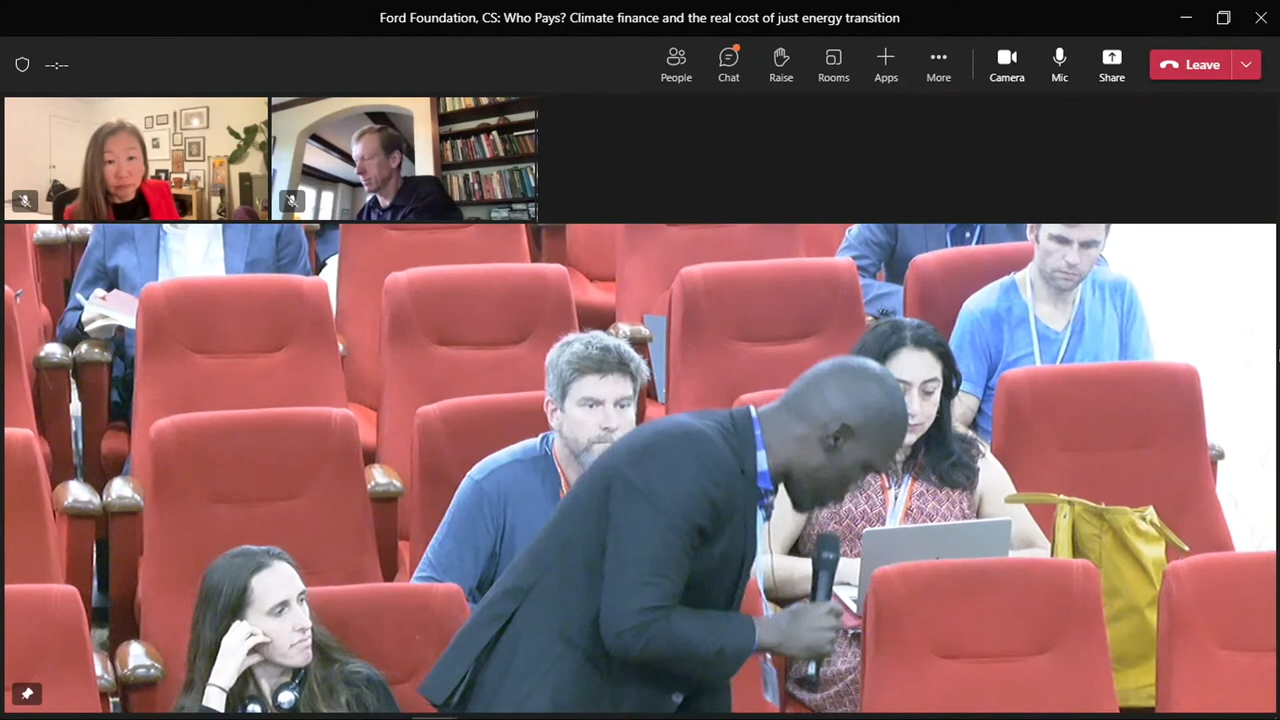 Ford Foundation, CS: Who Pays? Climate finance and the real cost of just energy transition
--:--
People
Chat
Raise
Rooms
Apps
More
Camera
Mic
Share
Leave